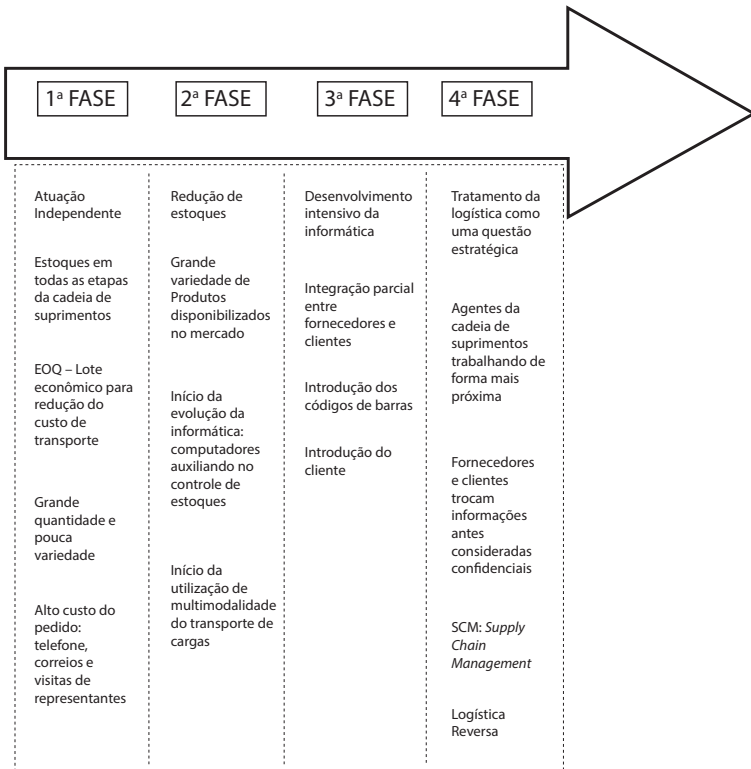 1ª FASE
2ª FASE
3ª FASE
4ª FASE
Atuação
Independente
Estoques em
todas as etapas
da cadeia de
suprimentos
EOQ – Lote
econômico para
redução do
custo de
transporte
Grande
quantidade e
pouca
variedade
Alto custo do
pedido:
telefone,
correios e
visitas de
representantes
Redução de
estoques
Grande
variedade de
Produtos
disponibilizados
no mercado
Início da
evolução da
informática:
computadores
auxiliando no
controle de
estoques
Início da
utilização de
multimodalidade
do transporte de
cargas
Desenvolvimento
intensivo da
informática
Integração parcial
entre
fornecedores e
clientes
Introdução dos
códigos de barras
Introdução do
cliente
Tratamento da
logística como
uma questão
estratégica
Agentes da
cadeia de
suprimentos
trabalhando de
forma mais
próxima
Fornecedores
e clientes
trocam
informações
antes
consideradas
confidenciais
SCM: Supply
Chain
Management
Logística
Reversa